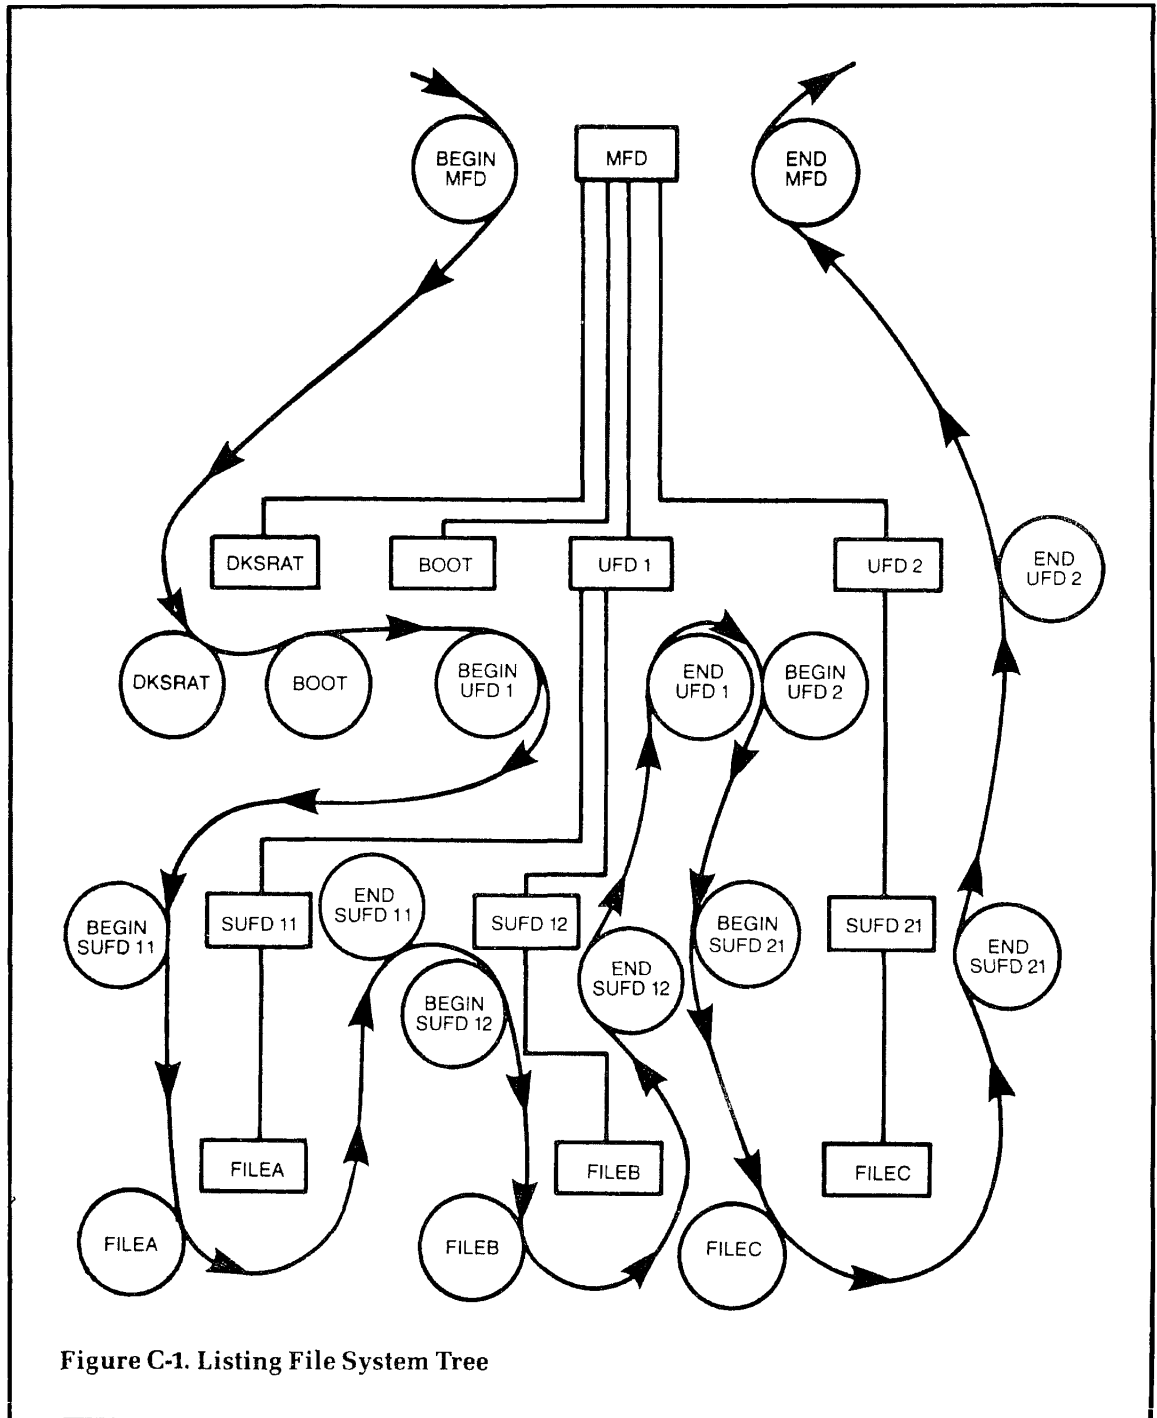 BEGIN
MFD
MFD
END
MFD
DKSRAT
BOOT
UFD 1
UFD 2
END
UFD 2
DKSRAT
BOOT
BEGIN
UFD 1
END
UFD 1
BEGIN
UFD 2
BEGIN
SUFD 11
SUFD 11
END
SUFD 11
SUFD 12
BEGIN
SUFD 12
END
SUFD 12
BEGIN
SUFD 21
SUFD 21
END
SUFD 21
FILEA
FILEB
FILEC
FILEA
FILEB
FILEC
Figure C-1. Listing File System Tree